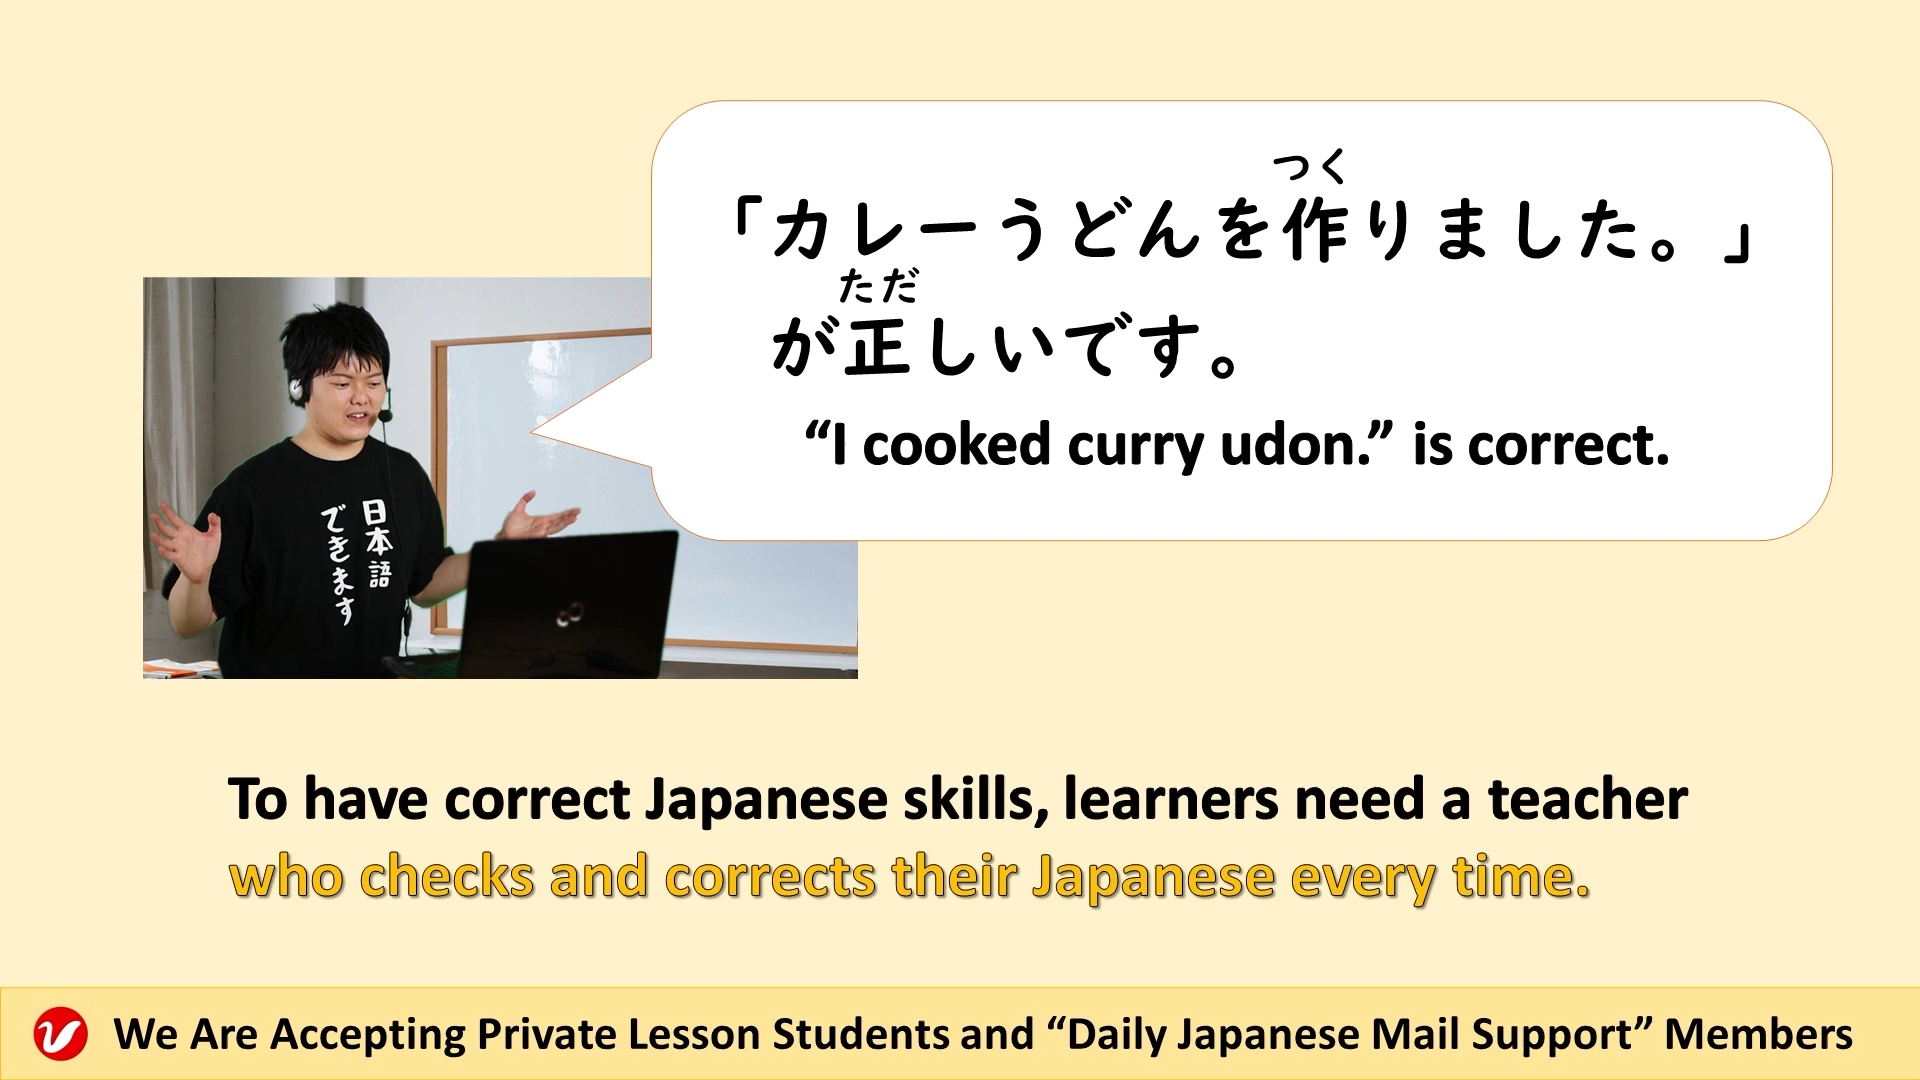 つく
「カレーうどんを作りました。」
ただ
が正しいです。
“I cooked curry udon.” is correct.
日本語
できます
To have correct Japanese skills, learners need a teacher
who checks and corrects their Japanese every time.
We Are Accepting Private Lesson Students and “Daily Japanese Mail Support” Members